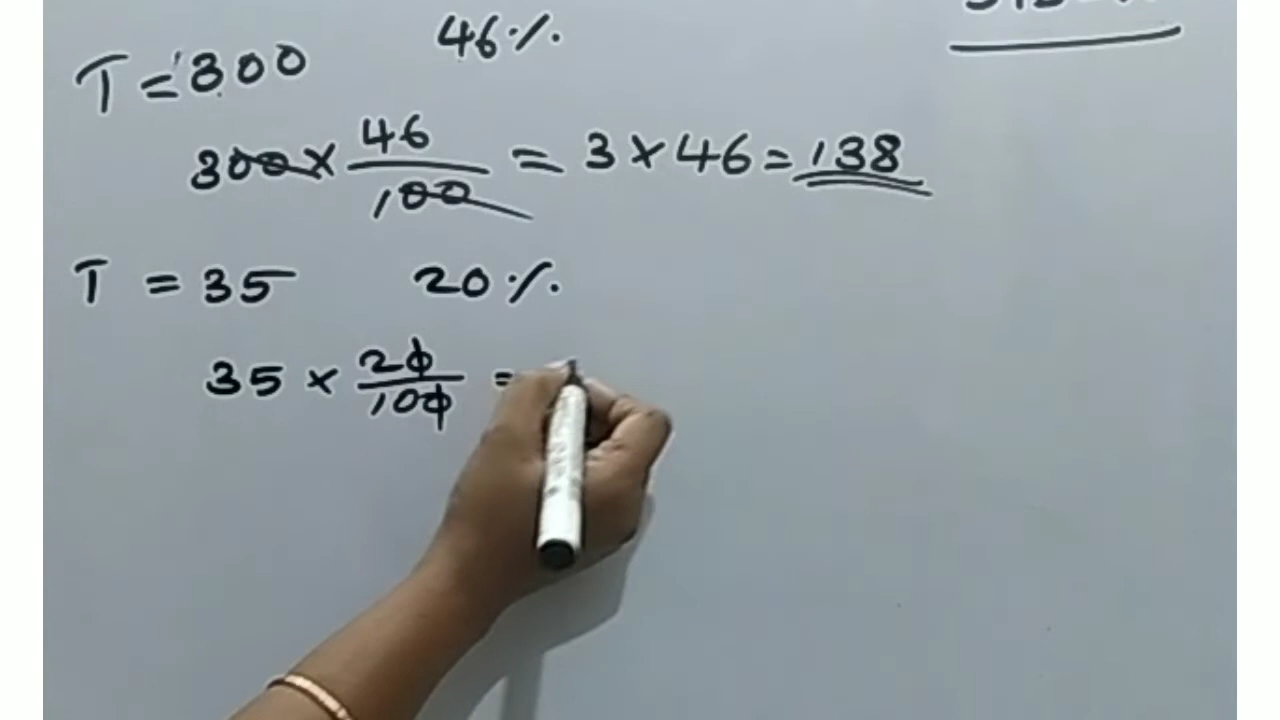 46%
T = 300
300 × 46/100 = 3 × 46 = 138
T = 35 20%
35 × 20/100 =